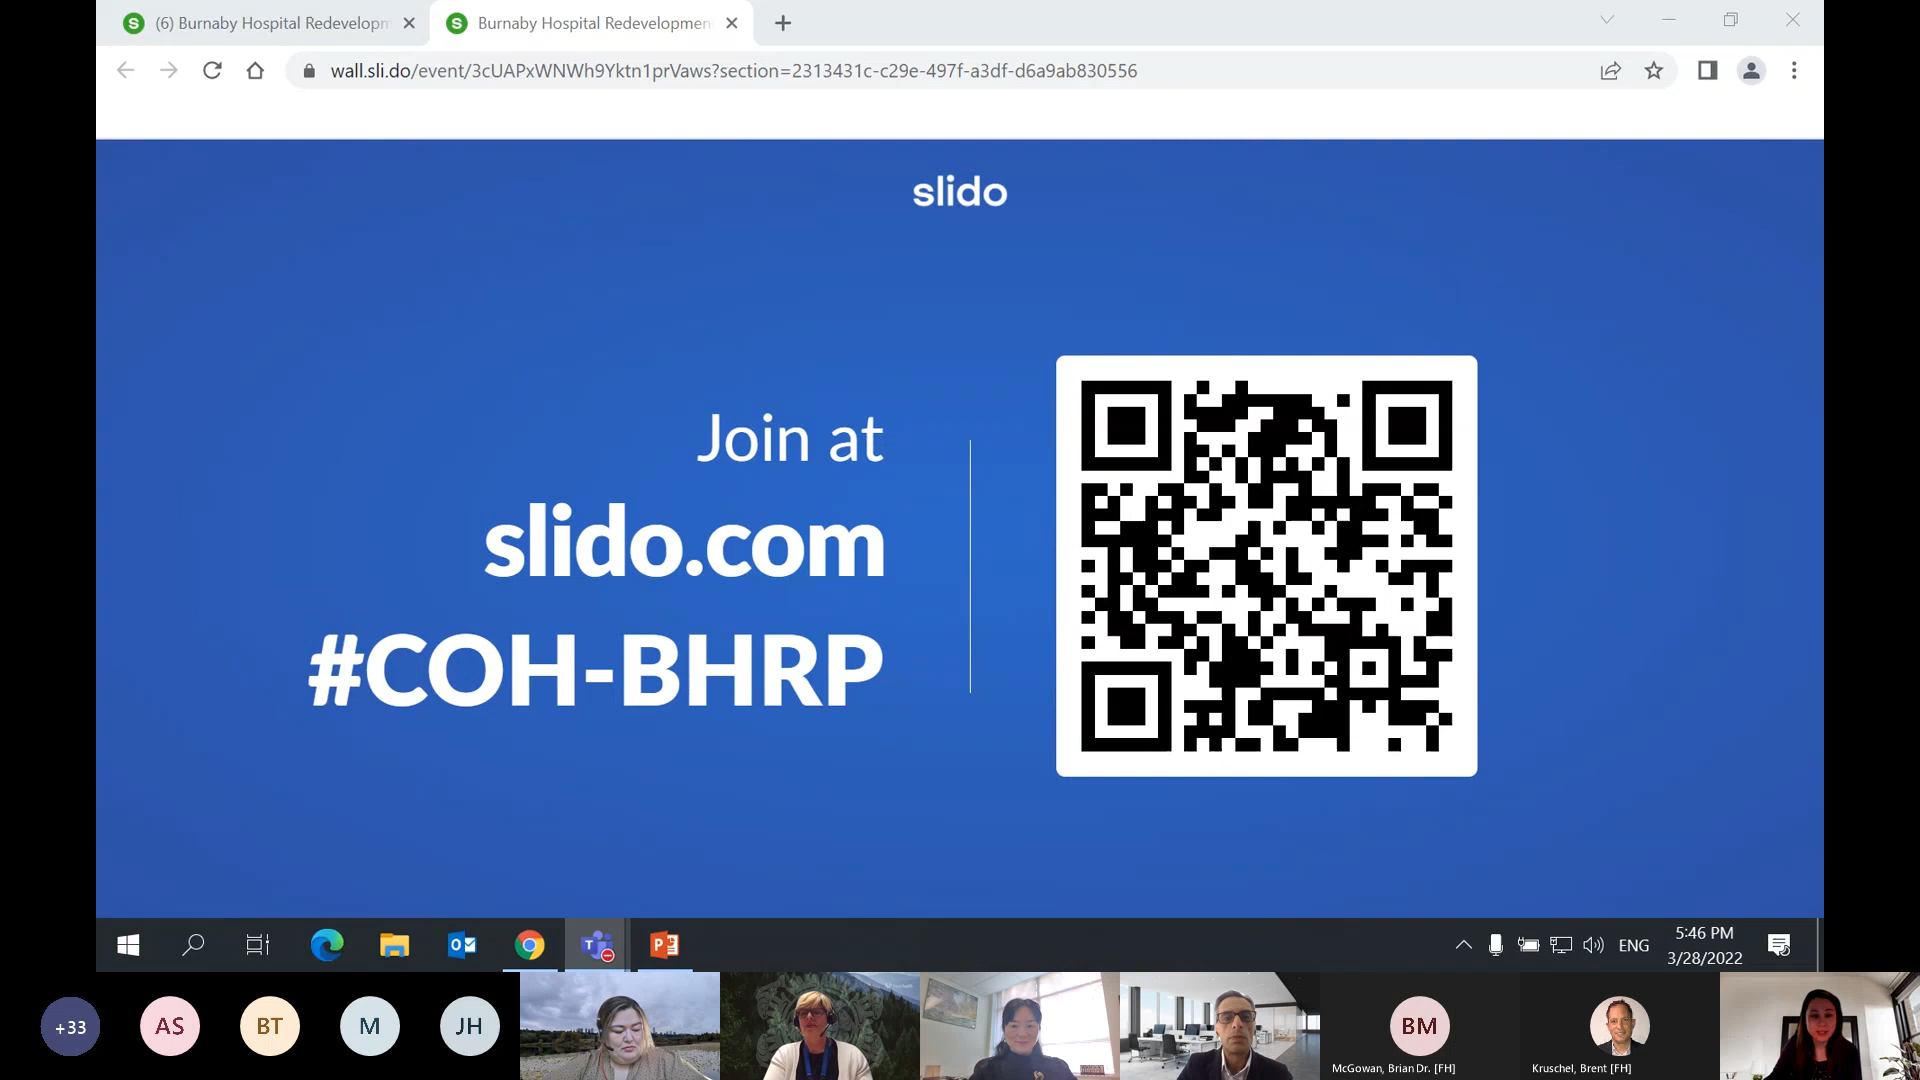 (6) Burnaby Hospital Redevelopm
Burnaby Hospital Redevelopmen
wall.sli.do/event/3cUAPxWNWh9Yktn1prVaws?section=2313431c-c29e-497f-a3df-d6a9ab830556
slido
Join at
slido.com
#COH-BHRP
ENG
5:46 PM
3/28/2022
+33
AS
BT
M
JH
BM
McGowan, Brian Dr. [FH]
Kruschel, Brent [FH]